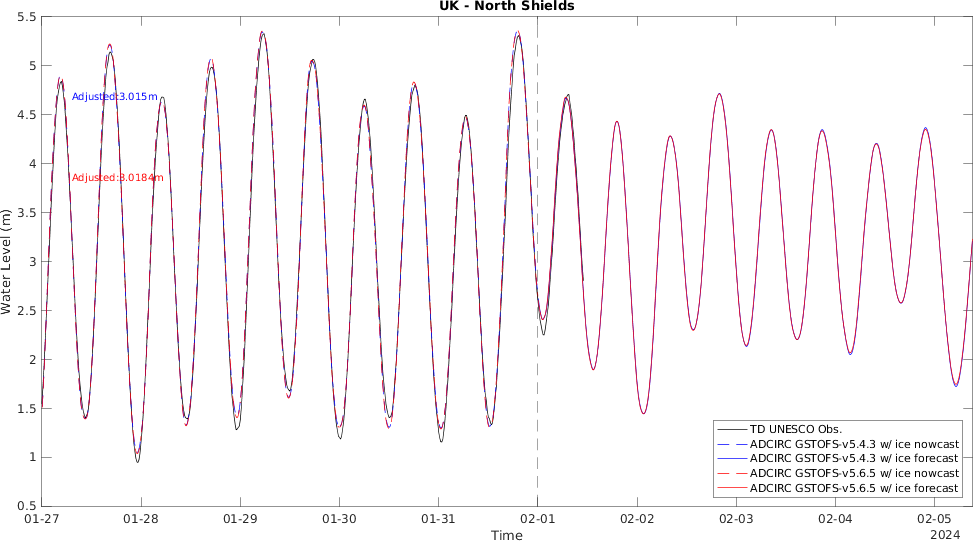 UK - North Shields
5.5
5
4.5
4
3.5
3
2.5
2
1.5
1
0.5
Water Level (m)
Adjusted:3.015m
Adjusted:3.0184m
TD UNESCO Obs.
ADCIRC GSTOFS-v5.4.3 w/ ice nowcast
ADCIRC GSTOFS-v5.4.3 w/ ice forecast
ADCIRC GSTOFS-v5.6.5 w/ ice nowcast
ADCIRC GSTOFS-v5.6.5 w/ ice forecast
01-27 01-28 01-29 01-30 01-31 02-01 02-02 02-03 02-04 02-05
Time
2024